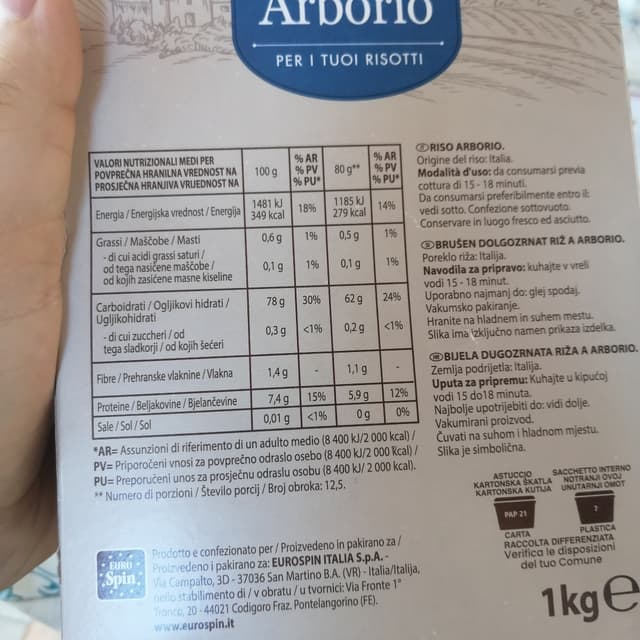 Arborio
PER I TUOI RISOTTI
VALORI NUTRIZIONALI MEDI PER
POVPREČNA HRANILNA VREDNOST NA
PROSJEČNA HRANJIVA VRIJEDNOST NA
100 g
% AR
% PV
% PU*
80 g**
% AR
% PV
% PU*
Energia / Energijska vrednost / Energija
1481 kJ
349 kcal
18%
1185 kJ
279 kcal
14%
Grassi / Maščobe / Masti
0,6 g
1%
0,5 g
1%
- di cui acidi grassi saturi /
od tega nasičene maščobe /
od kojih zasićene masne kiseline
0,1 g
1%
0,1 g
1%
Carboidrati / Ogljikovi hidrati /
Ugljikohidrati
78 g
30%
62 g
24%
- di cui zuccheri / od
tega sladkorji / od kojih šećeri
0,3 g
<1%
0,2 g
<1%
Fibre / Prehranske vlaknine / Vlakna
1,4 g
-
1,1 g
-
Proteine / Beljakovine / Bjelančevine
7,4 g
15%
5,9 g
12%
Sale / Sol / Sol
0,01 g
<1%
0 g
0%
*AR= Assunzioni di riferimento di un adulto medio (8 400 kJ/2 000 kcal) /
PV= Priporočeni vnosi za povprečno odraslo osebo (8 400 kJ/2 000 kcal) /
PU= Preporučeni unos za prosječnu odraslu osobu (8 400 kJ/ 2 000 kcal).
** Numero di porzioni / Število porcij / Broj obroka: 12,5.
EURO
Spin
Prodotto e confezionato per / Proizvedeno in pakirano za /
Proizvedeno i pakirano za: EUROSPIN ITALIA S.p.A. -
Via Campalto, 3D - 37036 San Martino B.A. (VR) - Italia/Italija,
nello stabilimento di / v obratu / u tvornici: Via Fronte 1°
Tronco, 20 - 44021 Codigoro Fraz. Pontelangorino (FE).
www.eurospin.it
RISO ARBORIO.
Origine del riso: Italia.
Modalità d'uso: da consumarsi previa
cottura di 15 - 18 minuti.
Da consumarsi preferibilmente entro il:
vedi sotto. Confezione sottovuoto.
Conservare in luogo fresco ed asciutto.
BRUŠEN DOLGOZRNAT RIŽ A ARBORIO.
Poreklo riža: Italija.
Navodila za pripravo: kuhajte v vreli
vodi 15 - 18 minut.
Uporabno najmanj do: glej spodaj.
Vakumsko pakiranje.
Hranite na hladnem in suhem mestu.
Slika ima izključno namen prikaza izdelka.
BIJELA DUGOZRNATA RIŽA A ARBORIO.
Zemlja podrijetla: Italija.
Uputa za pripremu: Kuhajte u kipućoj
vodi 15 do18 minuta.
Najbolje upotrijebiti do: vidi dolje.
Vakumirani proizvod.
Čuvati na suhom i hladnom mjestu.
Slika je simbolična.
ASTUCCIO
KARTONSKA ŠKATLA
KARTONSKA KUTIJA
SACCHETTO INTERNO
NOTRANJI OVOJ
UNUTARNJI OMOT
PAP 21
7
CARTA
PLASTICA
RACCOLTA DIFFERENZIATA
Verifica le disposizioni
del tuo Comune
1kg e